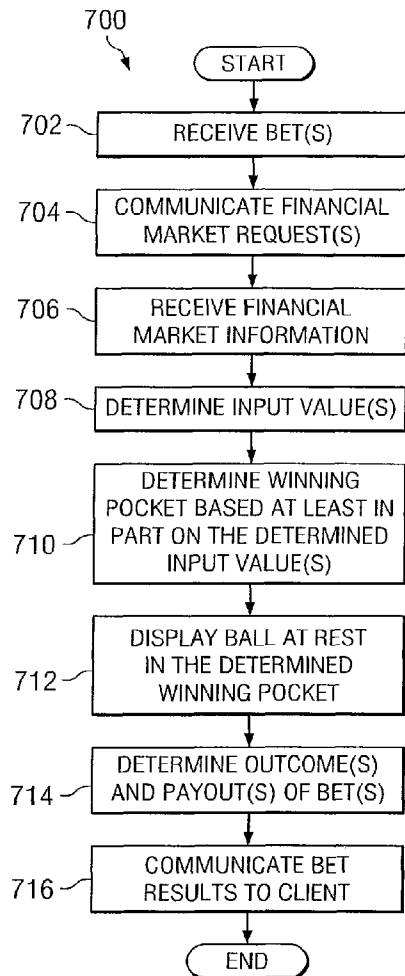 700
START
702
RECEIVE BET(S)
704
COMMUNICATE FINANCIAL
MARKET REQUEST(S)
706
RECEIVE FINANCIAL
MARKET INFORMATION
708
DETERMINE INPUT VALUE(S)
710
DETERMINE WINNING
POCKET BASED AT LEAST IN
PART ON THE DETERMINED
INPUT VALUE(S)
712
DISPLAY BALL AT REST
IN THE DETERMINED
WINNING POCKET
714
DETERMINE OUTCOME(S)
AND PAYOUT(S) OF BET(S)
716
COMMUNICATE BET
RESULTS TO CLIENT
END